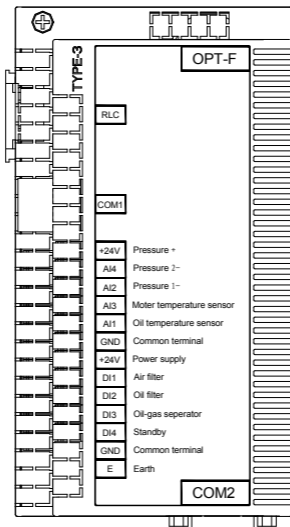 OPT-F
TYPE-3
RLC
COM1
+24V Pressure +
AI4 Pressure 2-
AI2 Pressure 1-
AI3 Moter temperature sensor
AI1 Oil temperature sensor
GND Common terminal
+24V Power supply
DI1 Air filter
DI2 Oil filter
DI3 Oil-gas seperator
DI4 Standby
GND Common terminal
E Earth
COM2